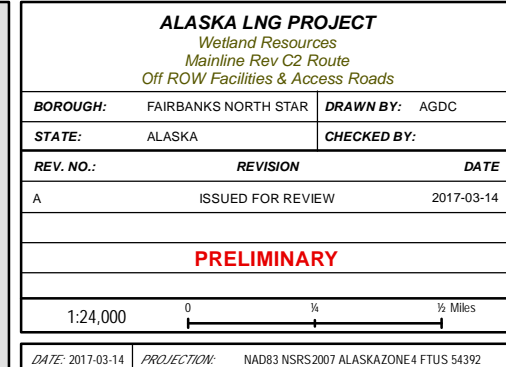 ALASKA LNG PROJECT
Wetland Resources
Mainline Rev C2 Route
Off ROW Facilities & Access Roads
BOROUGH: FAIRBANKS NORTH STAR DRAWN BY: AGDC
STATE: ALASKA CHECKED BY:
REV. NO.: REVISION DATE
A ISSUED FOR REVIEW 2017-03-14
PRELIMINARY
1:24,000 0 ¼ ½ Miles
DATE: 2017-03-14 PROJECTION: NAD83 NSRS2007 ALASKAZONE4 FTUS 54392